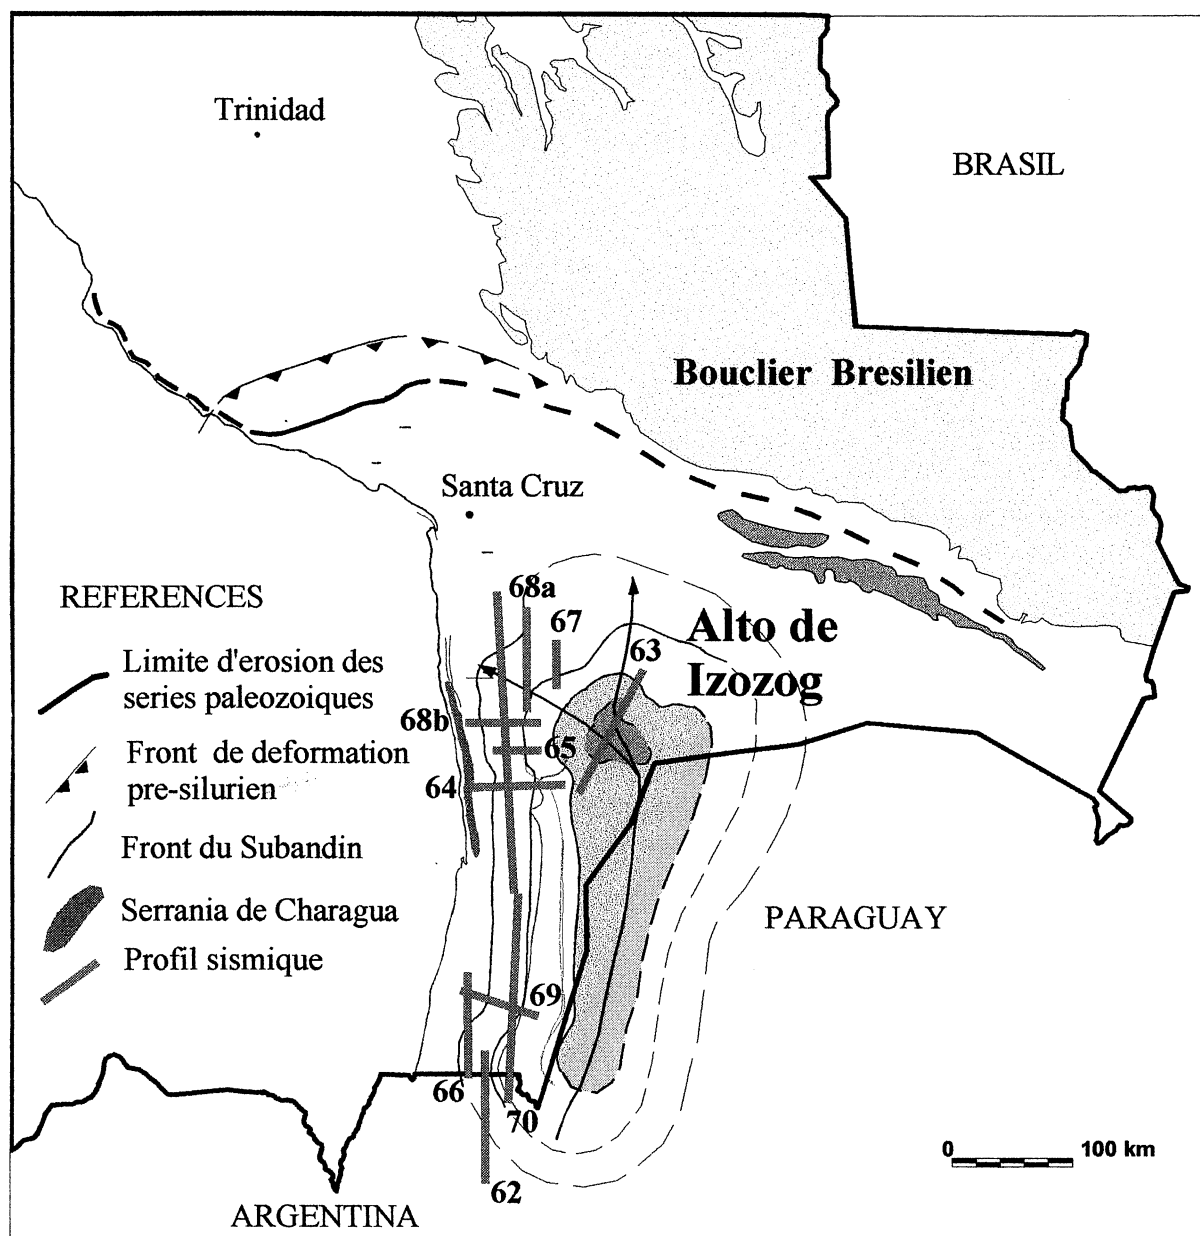 Trinidad
BRASIL
Bouclier Bresilien
Santa Cruz
REFERENCES
Limite d'erosion des
series paleozoiques
Front de deformation
pre-silurien
Front du Subandin
Serrania de Charagua
Profil sismique
68a
67
63
Alto de
Izozog
68b
65
64
PARAGUAY
69
66
70
62
0
100 km
ARGENTINA